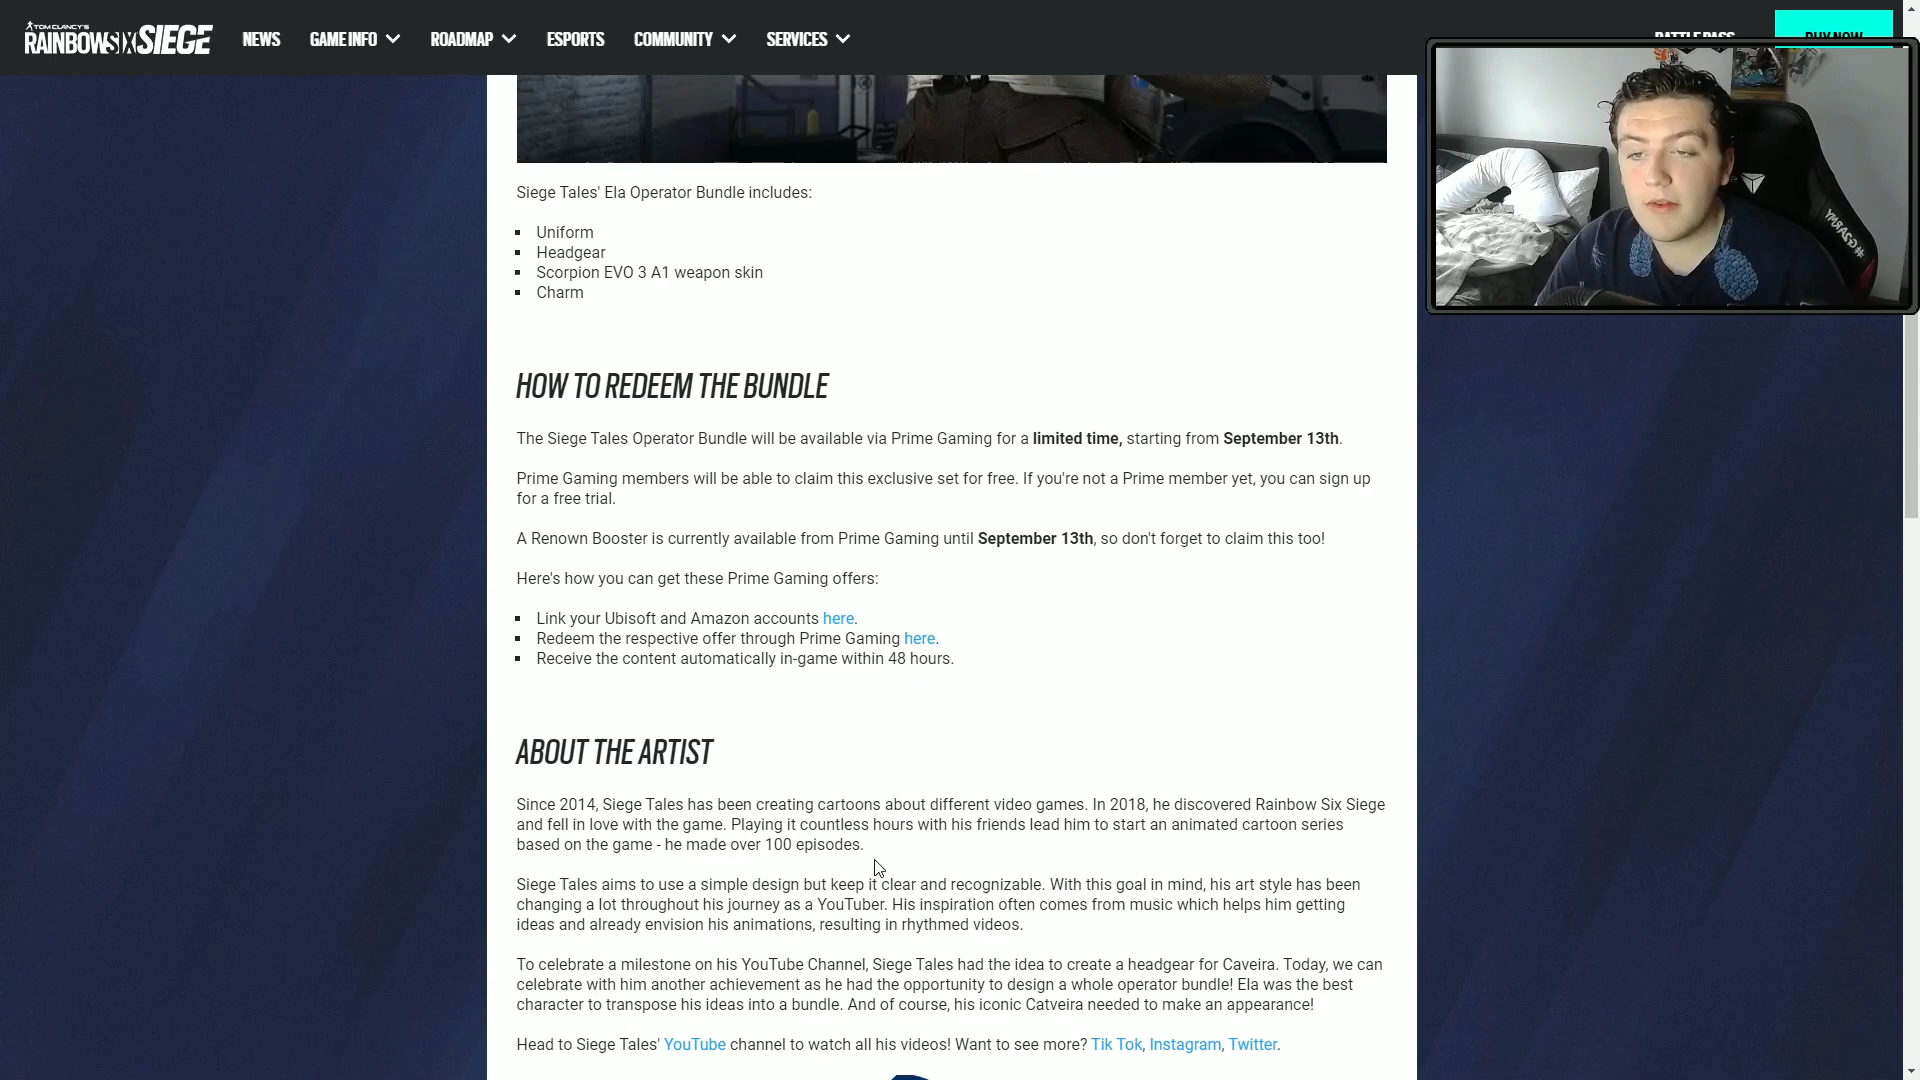 TOM CLANCY'S
RAINBOWSIX SIEGE
NEWS
GAME INFO
ROADMAP
ESPORTS
COMMUNITY
SERVICES
BATTLE PASS
BUY NOW
#G2ARMY
Siege Tales' Ela Operator Bundle includes:
Uniform
Headgear
Scorpion EVO 3 A1 weapon skin
Charm
HOW TO REDEEM THE BUNDLE
The Siege Tales Operator Bundle will be available via Prime Gaming for a limited time, starting from September 13th.
Prime Gaming members will be able to claim this exclusive set for free. If you're not a Prime member yet, you can sign up
for a free trial.
A Renown Booster is currently available from Prime Gaming until September 13th, so don't forget to claim this too!
Here's how you can get these Prime Gaming offers:
Link your Ubisoft and Amazon accounts here.
Redeem the respective offer through Prime Gaming here.
Receive the content automatically in-game within 48 hours.
ABOUT THE ARTIST
Since 2014, Siege Tales has been creating cartoons about different video games. In 2018, he discovered Rainbow Six Siege
and fell in love with the game. Playing it countless hours with his friends lead him to start an animated cartoon series
based on the game - he made over 100 episodes.
Siege Tales aims to use a simple design but keep it clear and recognizable. With this goal in mind, his art style has been
changing a lot throughout his journey as a YouTuber. His inspiration often comes from music which helps him getting
ideas and already envision his animations, resulting in rhythmed videos.
To celebrate a milestone on his YouTube Channel, Siege Tales had the idea to create a headgear for Caveira. Today, we can
celebrate with him another achievement as he had the opportunity to design a whole operator bundle! Ela was the best
character to transpose his ideas into a bundle. And of course, his iconic Catveira needed to make an appearance!
Head to Siege Tales' YouTube channel to watch all his videos! Want to see more? Tik Tok, Instagram, Twitter.